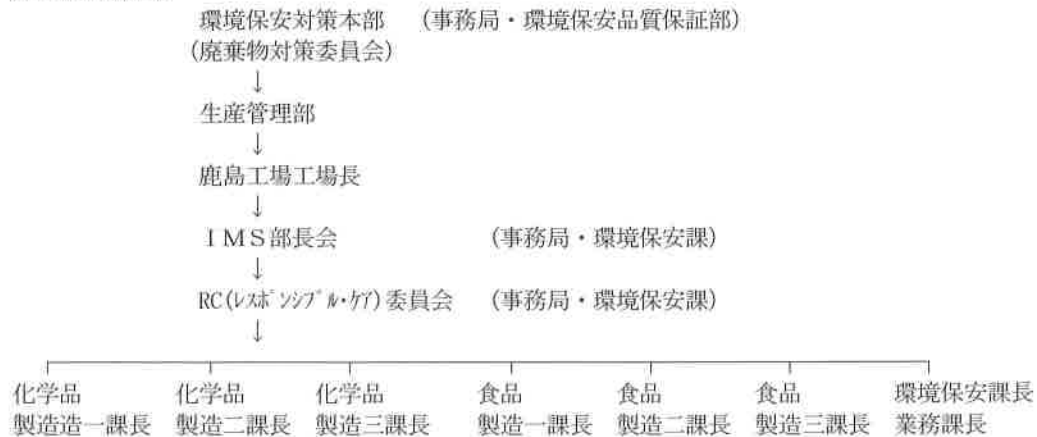 環境保安対策本部 (事務局・環境保安品質保証部)
(廃棄物対策委員会)
↓
生産管理部
↓
鹿島工場工場長
↓
IMS部長会 (事務局・環境保安課)
↓
RC(レスポンシブル・ケア)委員会 (事務局・環境保安課)
↓
化学品 化学品 化学品 食品 食品 食品 環境保安課長
製造造一課長 製造二課長 製造三課長 製造一課長 製造二課長 製造三課長 業務課長